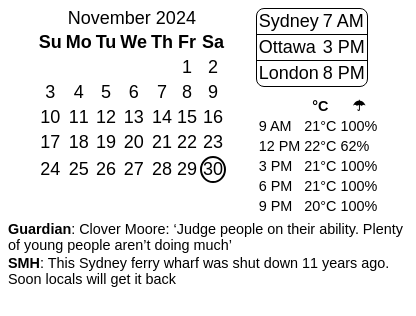 November 2024
Su Mo Tu We Th Fr Sa
1 2
3 4 5 6 7 8 9
10 11 12 13 14 15 16
17 18 19 20 21 22 23
24 25 26 27 28 29 30
Sydney 7 AM
Ottawa 3 PM
London 8 PM
°C ☂
9 AM 21°C 100%
12 PM 22°C 62%
3 PM 21°C 100%
6 PM 21°C 100%
9 PM 20°C 100%
Guardian: Clover Moore: ‘Judge people on their ability. Plenty
of young people aren’t doing much’
SMH: This Sydney ferry wharf was shut down 11 years ago.
Soon locals will get it back